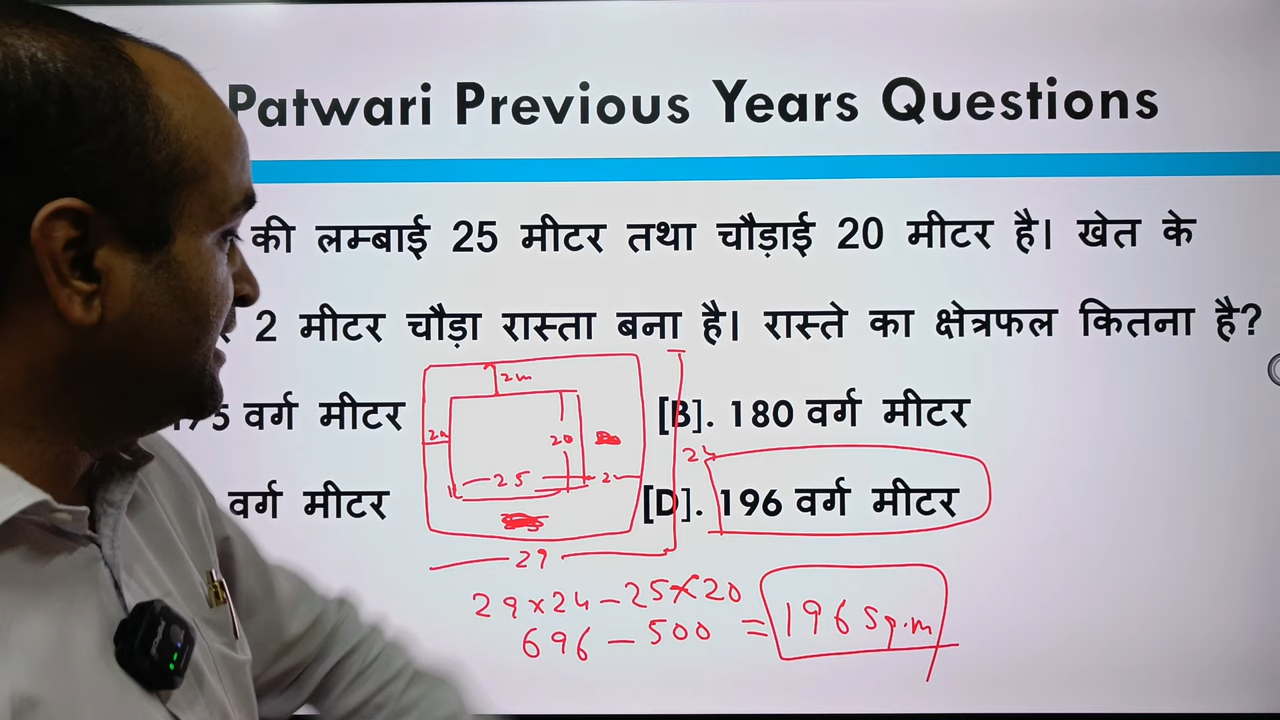 Patwari Previous Years Questions
की लम्बाई 25 मीटर तथा चौड़ाई 20 मीटर है। खेत के
2 मीटर चौड़ा रास्ता बना है। रास्ते का क्षेत्रफल कितना है?
2m
वर्ग मीटर
[B]. 180 वर्ग मीटर
20
24
25
वर्ग मीटर
[D]. 196 वर्ग मीटर
29
29×24-25×20
696-500 = 196 Sq.m